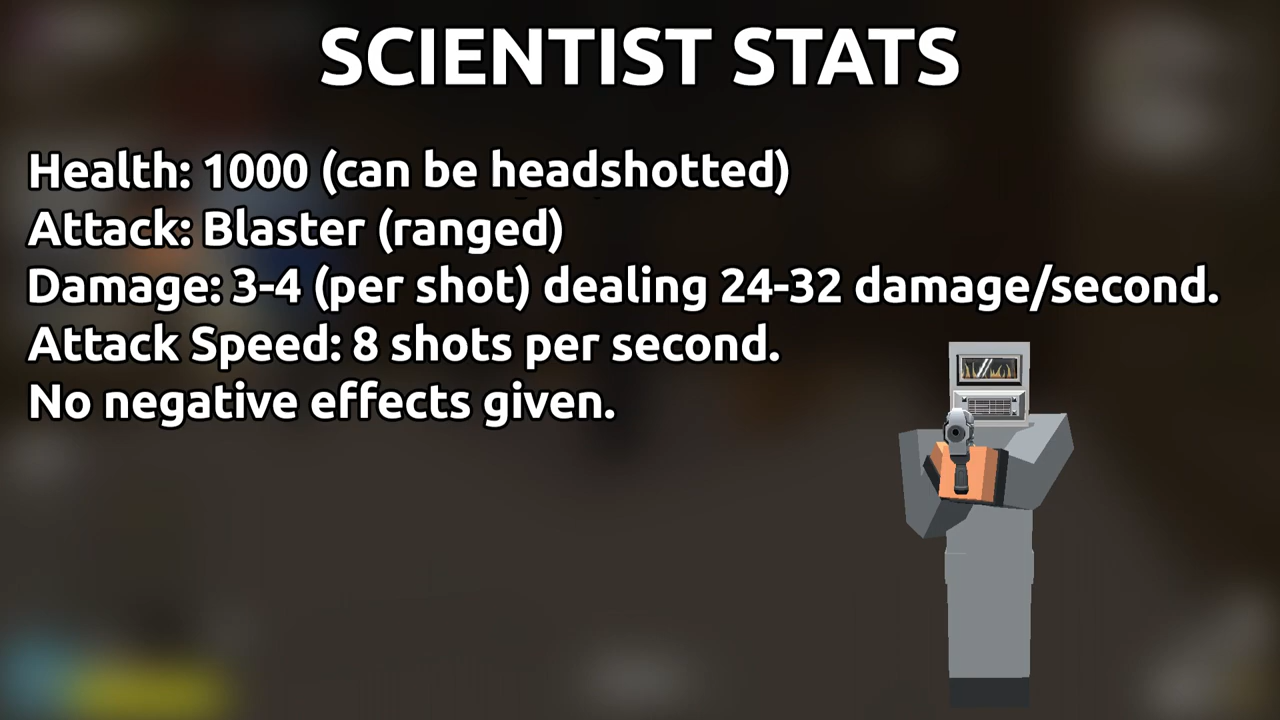 SCIENTIST STATS
Health: 1000 (can be headshotted)
Attack: Blaster (ranged)
Damage: 3-4 (per shot) dealing 24-32 damage/second.
Attack Speed: 8 shots per second.
No negative effects given.